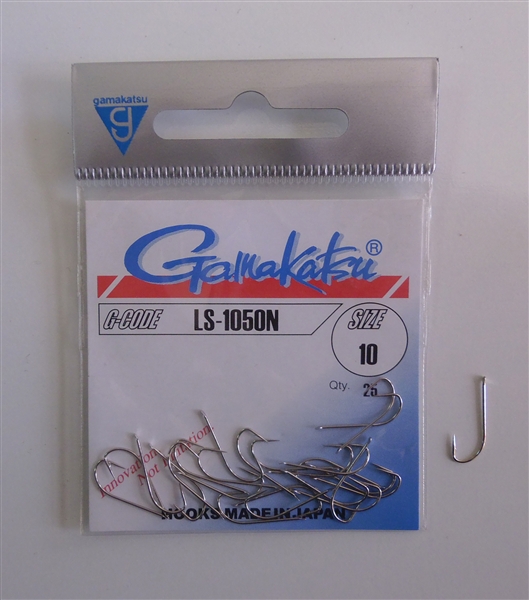 gamakatsu
g
Gamakatsu®
G-CODE LS-1050N SIZE
10
Qty. 25
Innovation
Not Imitation.
HOOKS MADE IN JAPAN